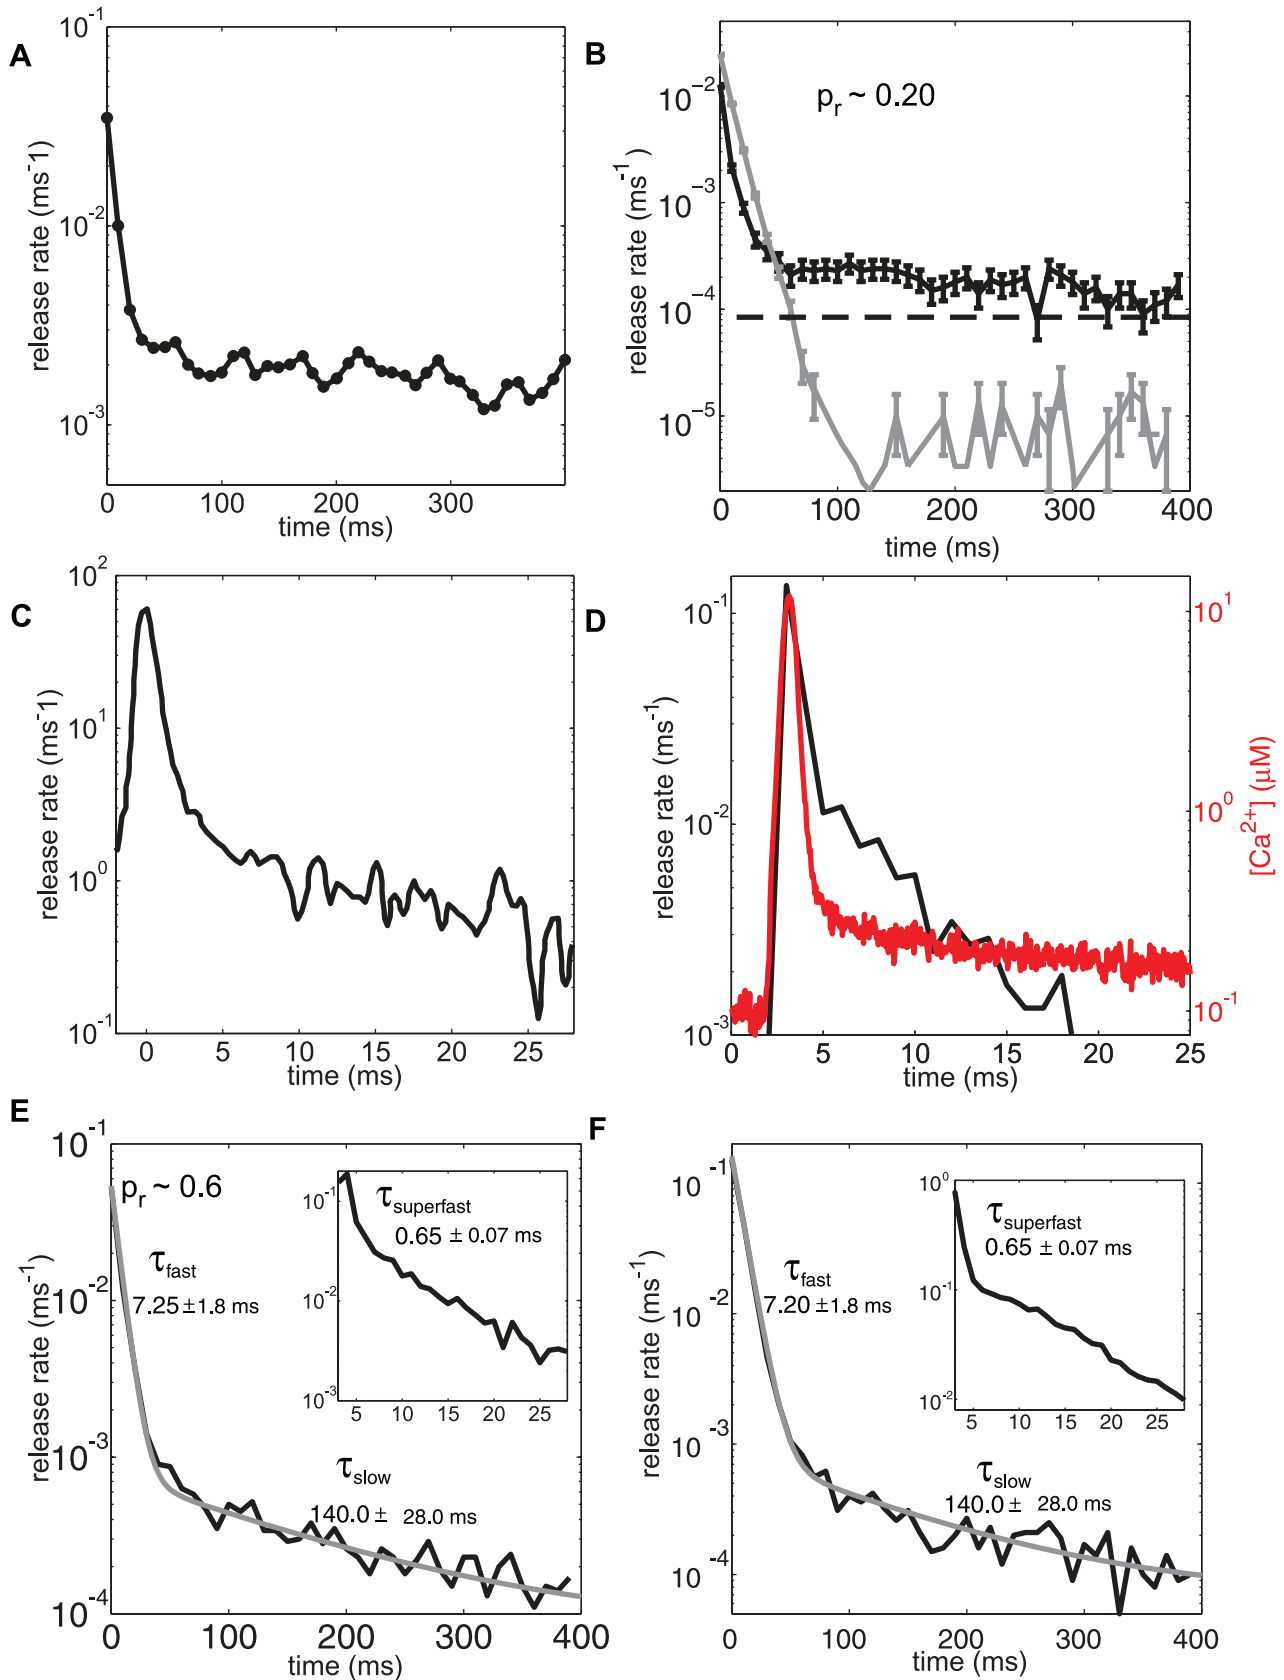 A
release rate (ms-1)
10^-1
10^-2
10^-3
0 100 200 300
time (ms)
B
p_r ~ 0.20
release rate (ms^-1)
10^-2
10^-3
10^-4
10^-5
0 100 200 300 400
time (ms)
C
release rate (ms^-1)
10^2
10^1
10^0
10^-1
0 5 10 15 20 25
time (ms)
D
release rate (ms^-1)
10^-1
10^-2
10^-3
0 5 10 15 20 25
time (ms)
10^1
10^0
10^-1
[Ca^2+] (µM)
E
p_r ~ 0.6
release rate (ms^-1)
10^-1
10^-2
10^-3
10^-4
0 100 200 300 400
time (ms)
τ_fast
7.25 ±1.8 ms
τ_slow
140.0 ± 28.0 ms
τ_superfast
0.65 ± 0.07 ms
10^-1
10^-2
10^-3
5 10 15 20 25
F
release rate (ms^-1)
10^-1
10^-2
10^-3
10^-4
0 100 200 300 400
time (ms)
τ_fast
7.20 ±1.8 ms
τ_slow
140.0 ± 28.0 ms
τ_superfast
0.65 ± 0.07 ms
10^0
10^-1
10^-2
5 10 15 20 25